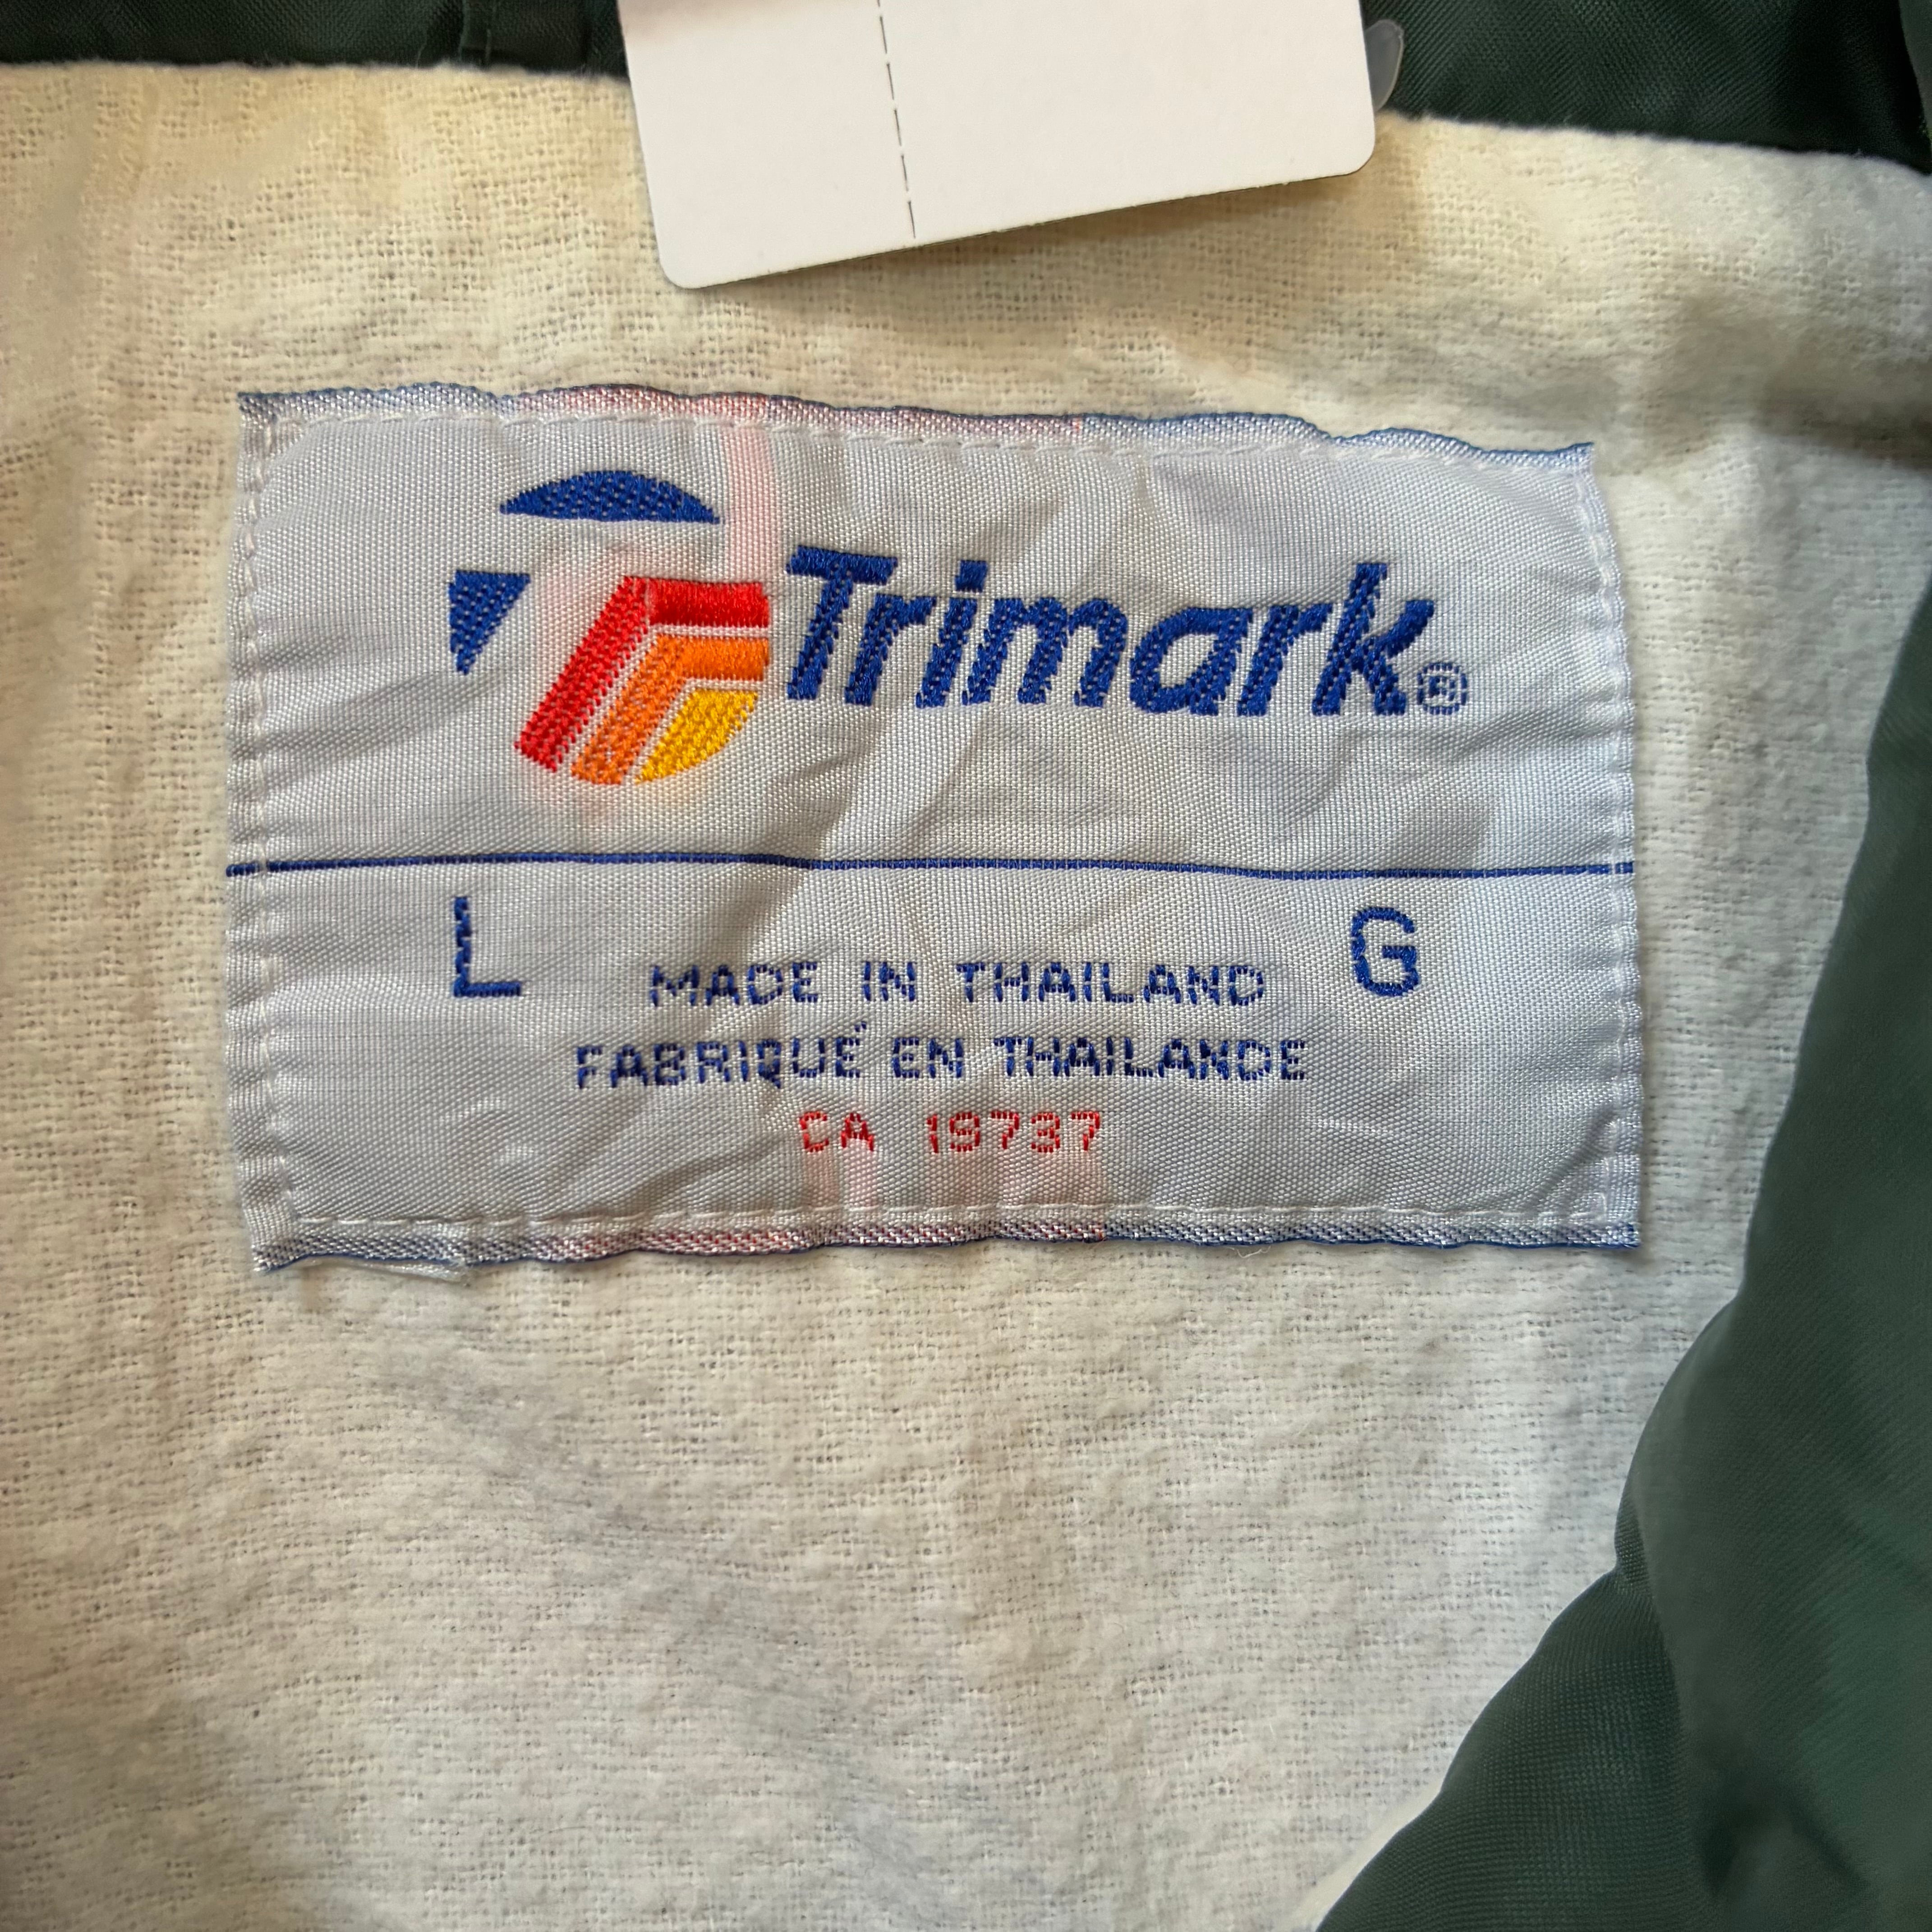 Trimark®
L MADE IN THAILAND G
FABRIQUÉ EN THAILANDE
CA 19737